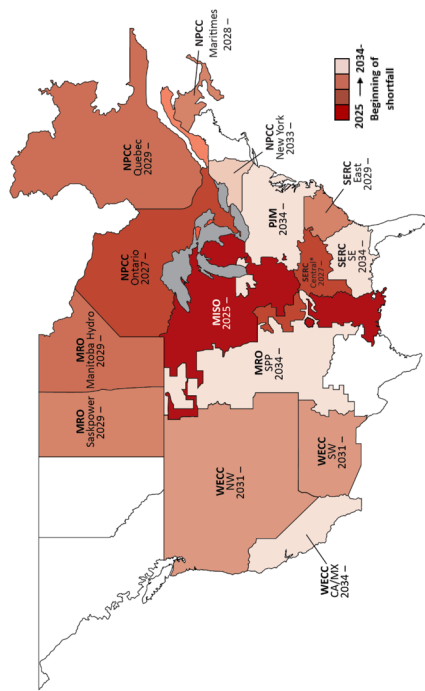 MRO
Saskpower
2029 –
MRO
Manitoba Hydro
2029 –
NPCC
Ontario
2027 –
NPCC
Quebec
2029 –
NPCC
Maritimes
2028 –
WECC
NW
2031 –
MISO
2025 –
NPCC
New York
2033 –
PJM
2034 –
MRO
SPP
2034 –
SERC
Central*
2027 –
SERC
East
2029 –
SERC
SE
2034 –
WECC
SW
2031 –
WECC
CA/MX
2034 –
2025 → 2034-
Beginning of
shortfall